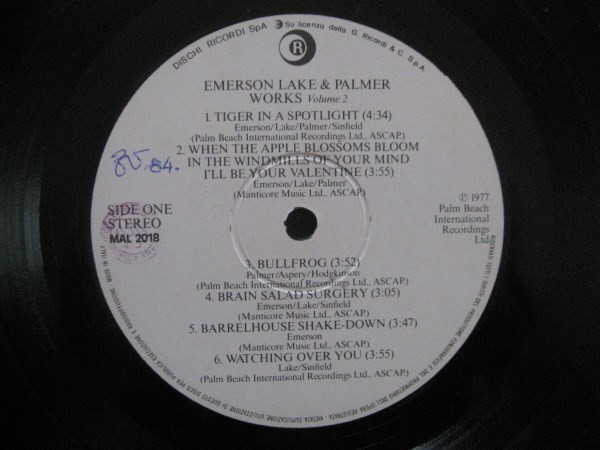 DISCHI RICORDI SpA Su licenza della G. Ricordi & C. S.p.A.
R
EMERSON LAKE & PALMER
WORKS Volume 2
1. TIGER IN A SPOTLIGHT (4:34)
Emerson/Lake/Palmer/Sinfield
(Palm Beach International Recordings Ltd., ASCAP.)
2. WHEN THE APPLE BLOSSOMS BLOOM
IN THE WINDMILLS OF YOUR MIND
I'LL BE YOUR VALENTINE (3:55)
Emerson/Lake/Palmer
(Manticore Music Ltd., ASCAP.)
84.
SIDE ONE
STEREO
MAL 2018
℗ 1977
Palm Beach
International
Recordings
Ltd
3. BULLFROG (3:52)
Palmer/Aspery/Hodgkinson
(Palm Beach International Recordings Ltd., ASCAP.)
4. BRAIN SALAD SURGERY (3:05)
Emerson/Lake/Sinfield
(Manticore Music Ltd., ASCAP.)
5. BARRELHOUSE SHAKE-DOWN (3:47)
Emerson
(Manticore Music Ltd., ASCAP.)
6. WATCHING OVER YOU (3:55)
Lake/Sinfield
(Palm Beach International Recordings Ltd., ASCAP.)